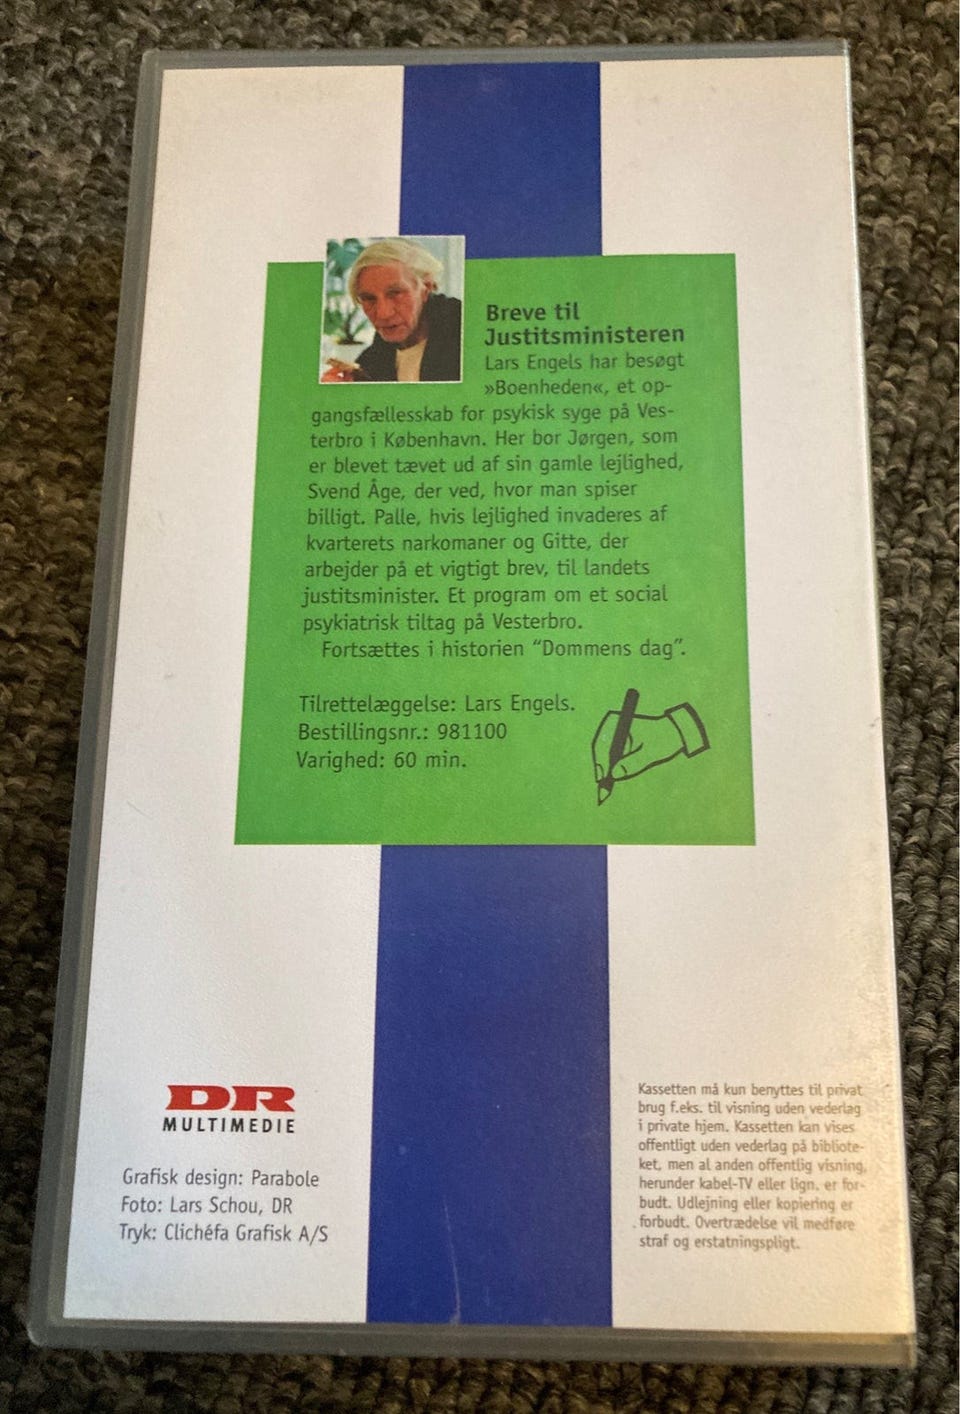 Breve til
Justitsministeren
Lars Engels har besøgt
»Boenheden«, et op-
gangsfællesskab for psykisk syge på Ves-
terbro i København. Her bor Jørgen, som
er blevet tævet ud af sin gamle lejlighed,
Svend Åge, der ved, hvor man spiser
billigt. Palle, hvis lejlighed invaderes af
kvarterets narkomaner og Gitte, der
arbejder på et vigtigt brev, til landets
justitsminister. Et program om et social
psykiatrisk tiltag på Vesterbro.
Fortsættes i historien “Dommens dag”.
Tilrettelæggelse: Lars Engels.
Bestillingsnr.: 981100
Varighed: 60 min.
DR
MULTIMEDIE
Grafisk design: Parabole
Foto: Lars Schou, DR
Tryk: Clichéfa Grafisk A/S
Kassetten må kun benyttes til privat
brug f.eks. til visning uden vederlag
i private hjem. Kassetten kan vises
offentligt uden vederlag på bibliote-
ket, men al anden offentlig visning,
herunder kabel-TV eller lign. er for-
budt. Udlejning eller kopiering er
forbudt. Overtrædelse vil medføre
straf og erstatningspligt.